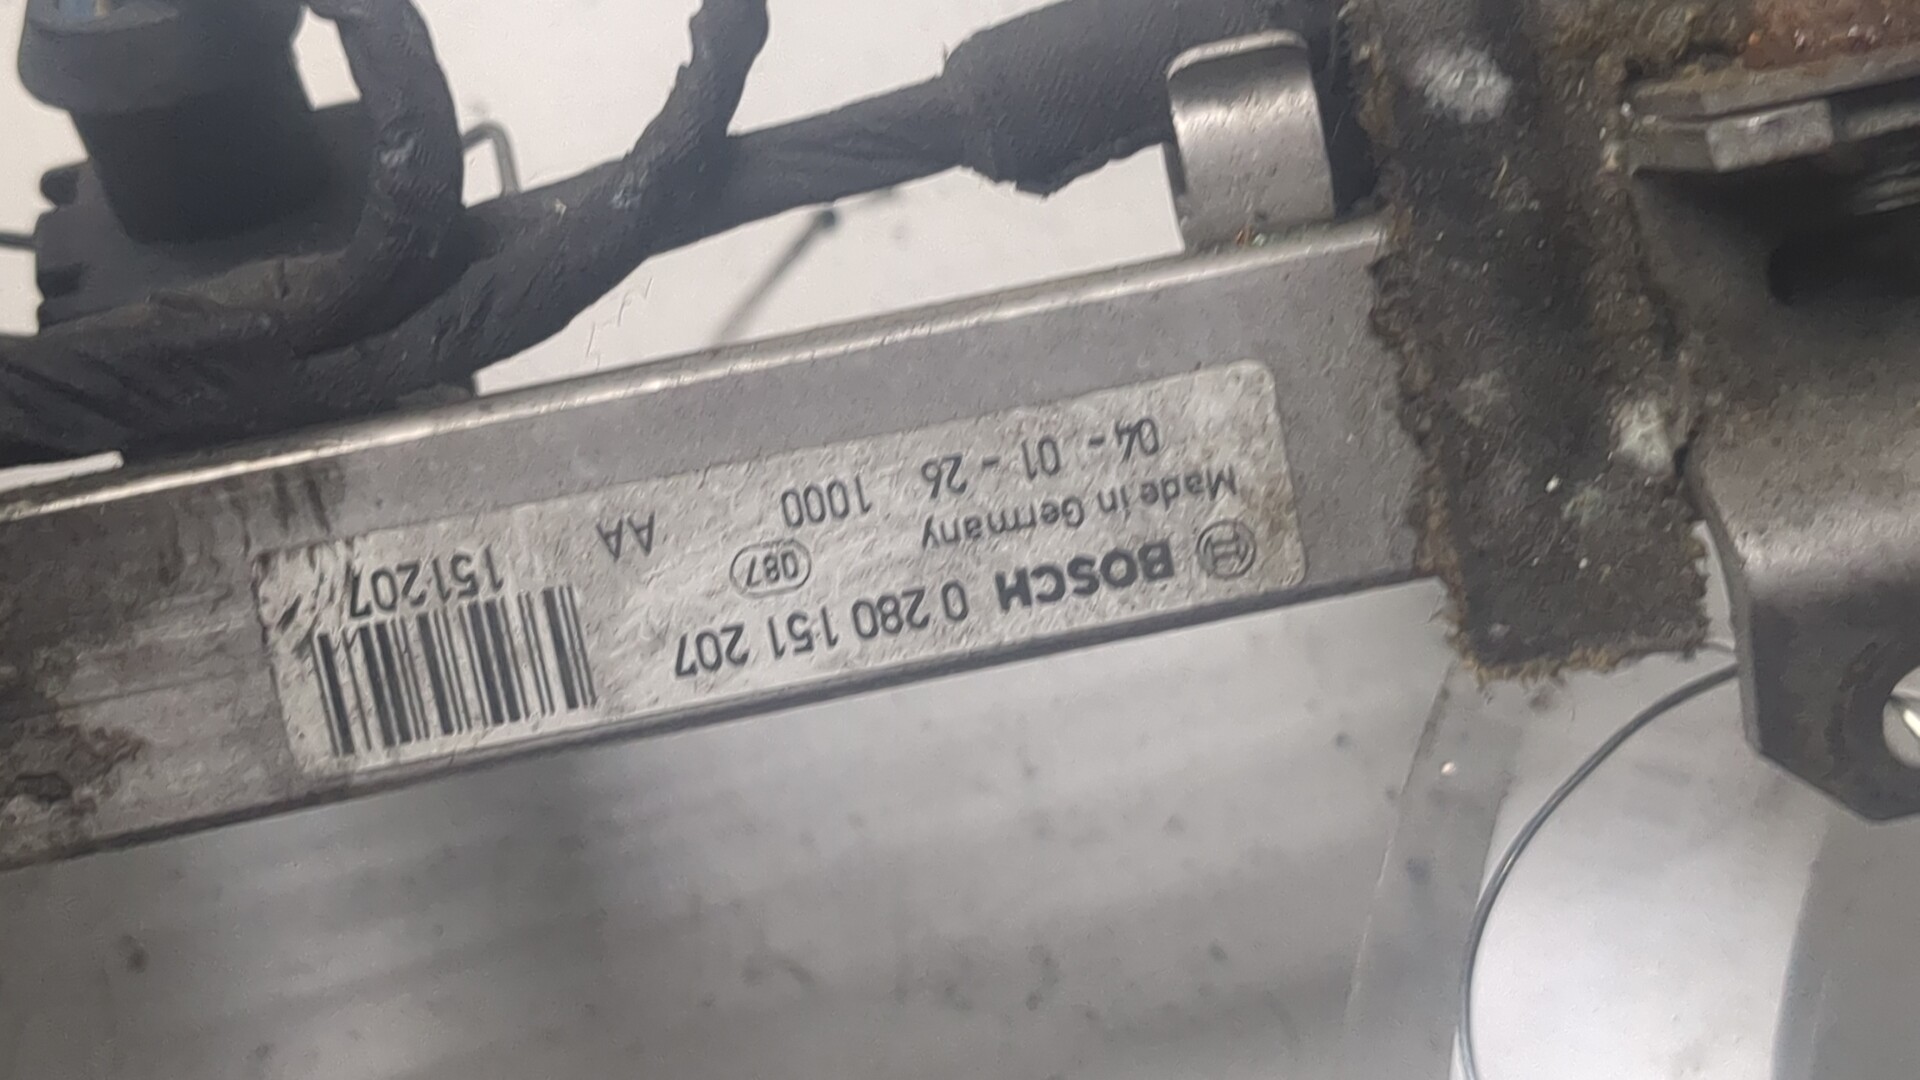 BOSCH 0 280 151 207
Made in Germany
087
04-01-26 1000 AA
151207